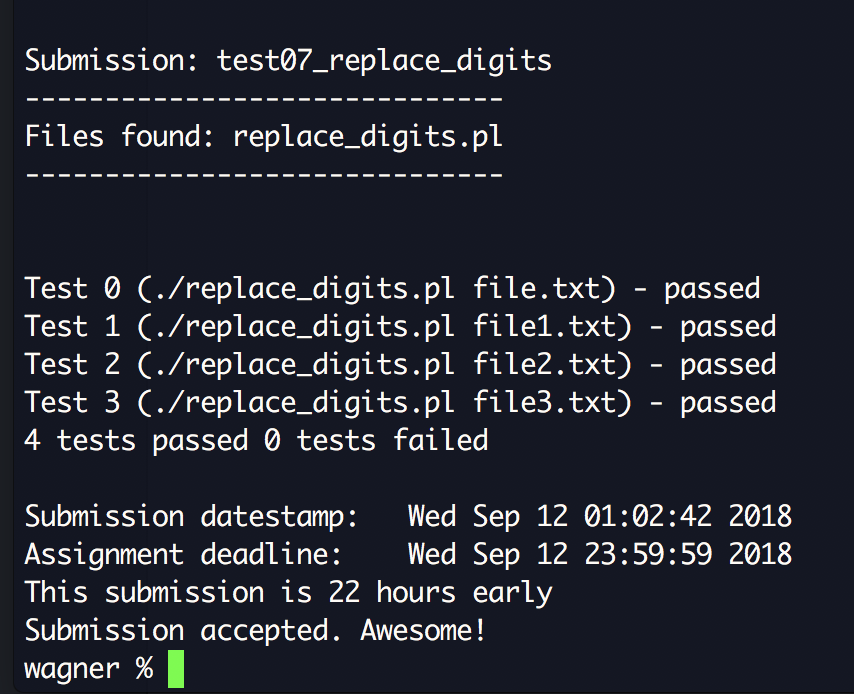 Submission: test07_replace_digits
------------------------------
Files found: replace_digits.pl
------------------------------
Test 0 (./replace_digits.pl file.txt) - passed
Test 1 (./replace_digits.pl file1.txt) - passed
Test 2 (./replace_digits.pl file2.txt) - passed
Test 3 (./replace_digits.pl file3.txt) - passed
4 tests passed 0 tests failed
Submission datestamp:   Wed Sep 12 01:02:42 2018
Assignment deadline:    Wed Sep 12 23:59:59 2018
This submission is 22 hours early
Submission accepted. Awesome!
wagner %